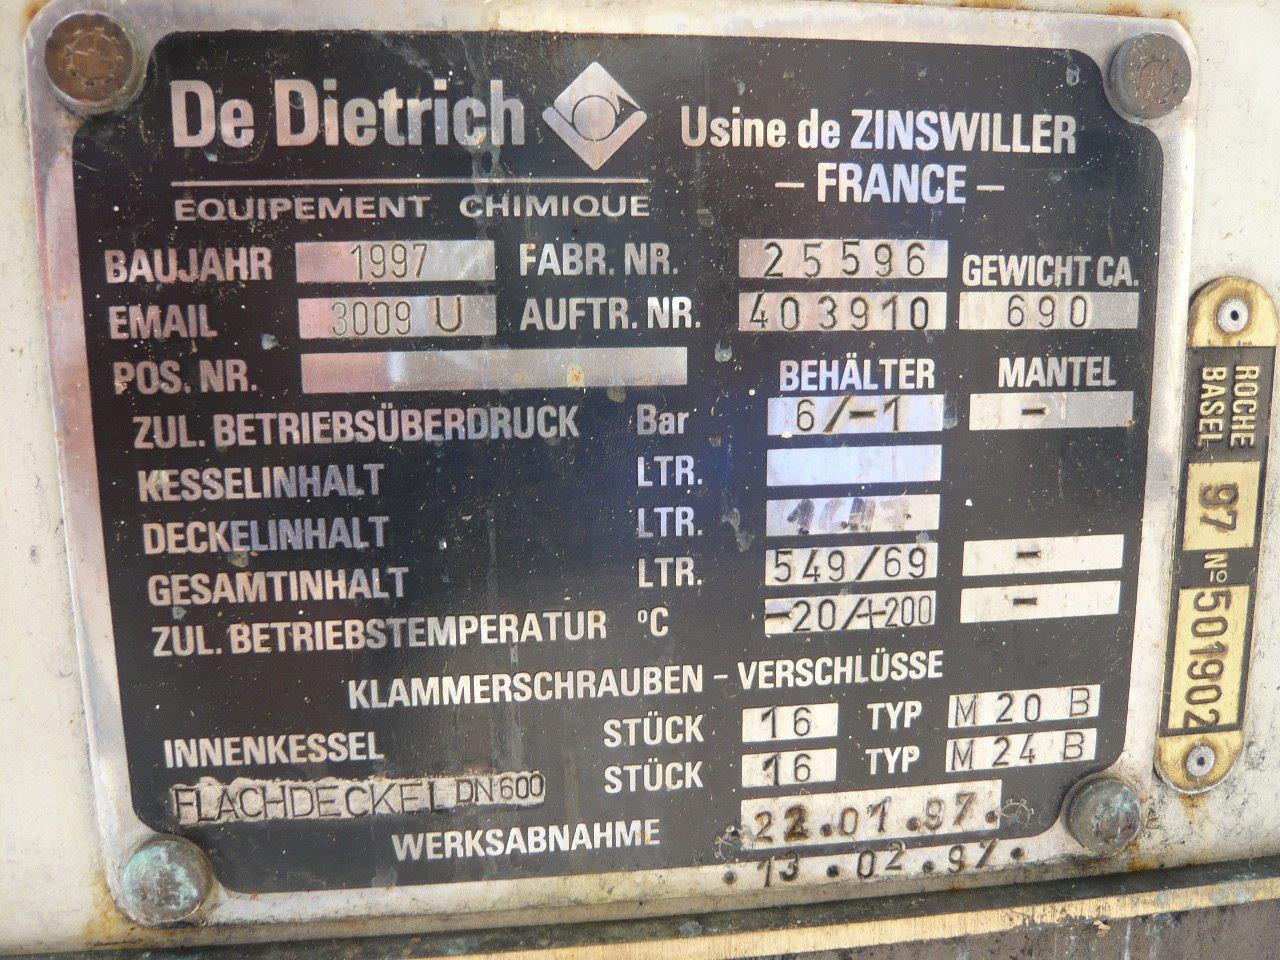 De Dietrich
EQUIPEMENT CHIMIQUE
Usine de ZINSWILLER
– FRANCE –
BAUJAHR 1997 FABR. NR. 25596 GEWICHT CA.
EMAIL 3009 U AUFTR. NR. 403910 690
POS. NR.
BEHÄLTER MANTEL
ZUL. BETRIEBSÜBERDRUCK Bar 6/-1 -
KESSELINHALT LTR.
DECKELINHALT LTR.
GESAMTINHALT LTR. 549/69 -
ZUL. BETRIEBSTEMPERATUR °C -20/+200 -
KLAMMERSCHRAUBEN - VERSCHLÜSSE
INNENKESSEL STÜCK 16 TYP M 20 B
FLACHDECKEL DN600 STÜCK 16 TYP M 24 B
WERKSABNAHME 22.01.97.
.13.02.97.
ROCHE
BASEL
97
Nº 501902